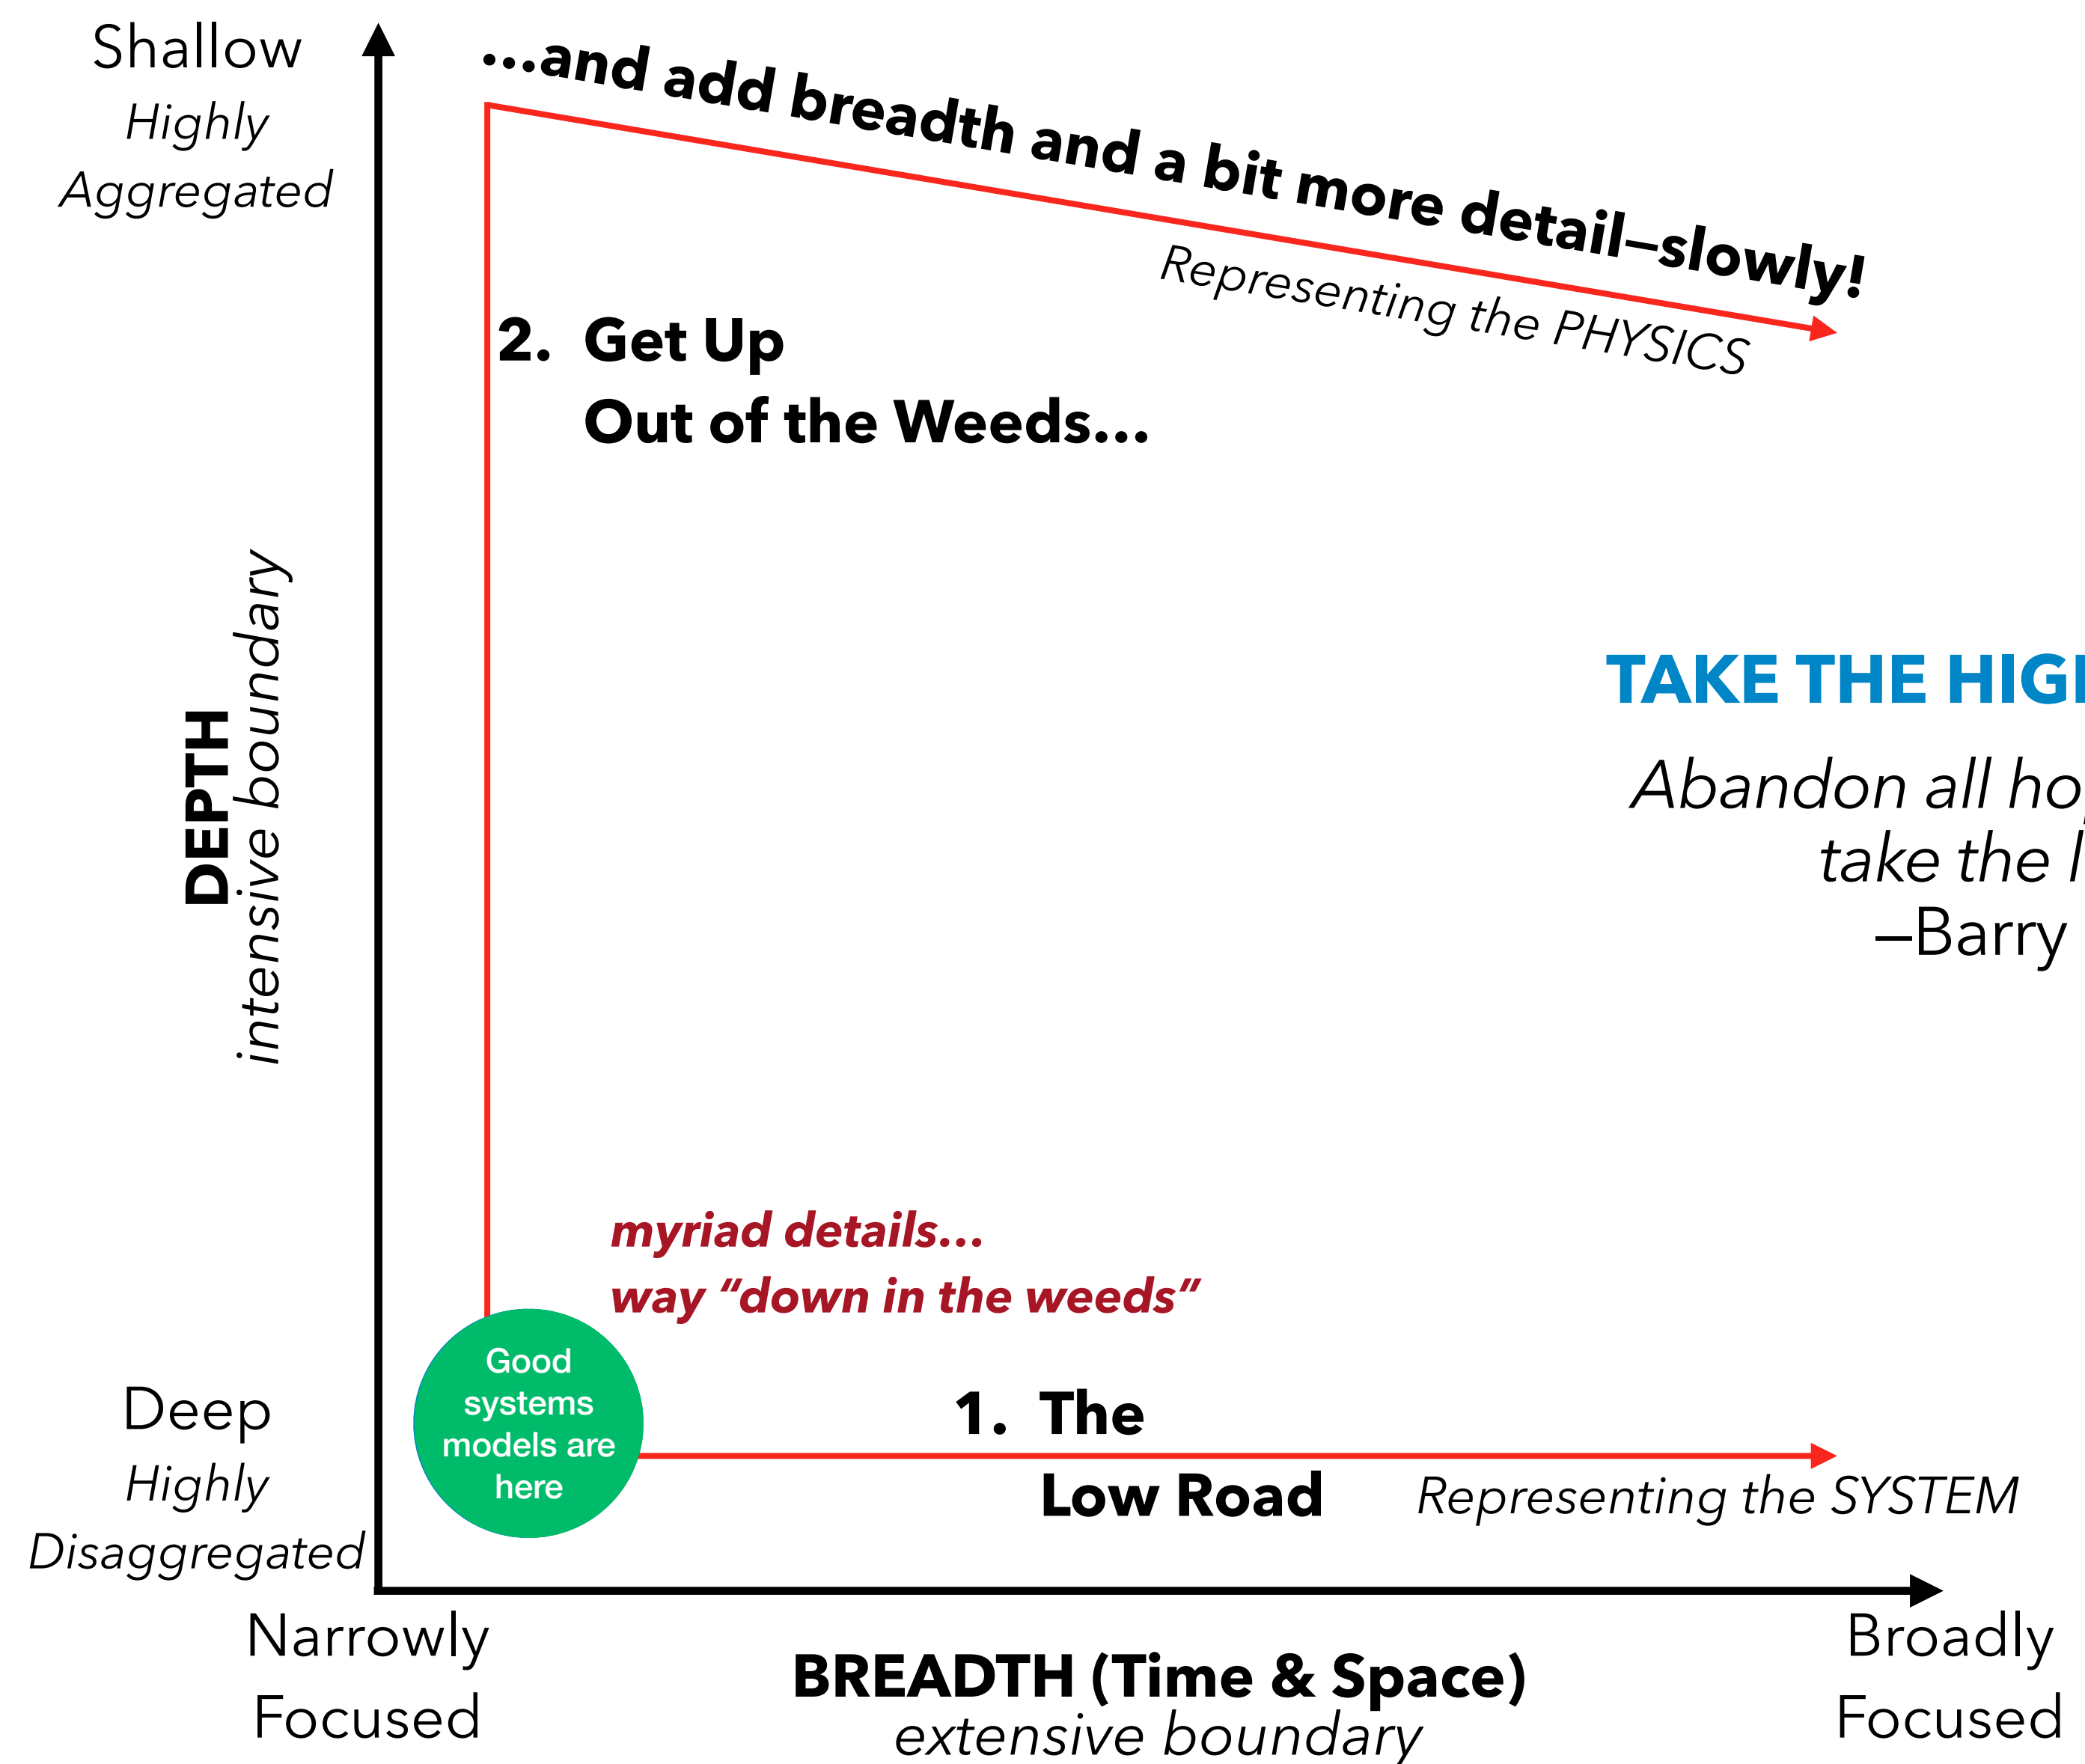 Shallow
Highly
Aggregated
...and add breadth and a bit more detail–slowly!
Representing the PHYSICS
2. Get Up
Out of the Weeds...
DEPTH
intensive boundary
TAKE THE
Abandon all
take the
–Barry
myriad details...
way “down in the weeds”
Good
systems
models are
here
1. The
Low Road
Representing the SYSTEM
Deep
Highly
Disaggregated
Narrowly
Focused
BREADTH (Time & Space)
extensive boundary
Broadly
Focused